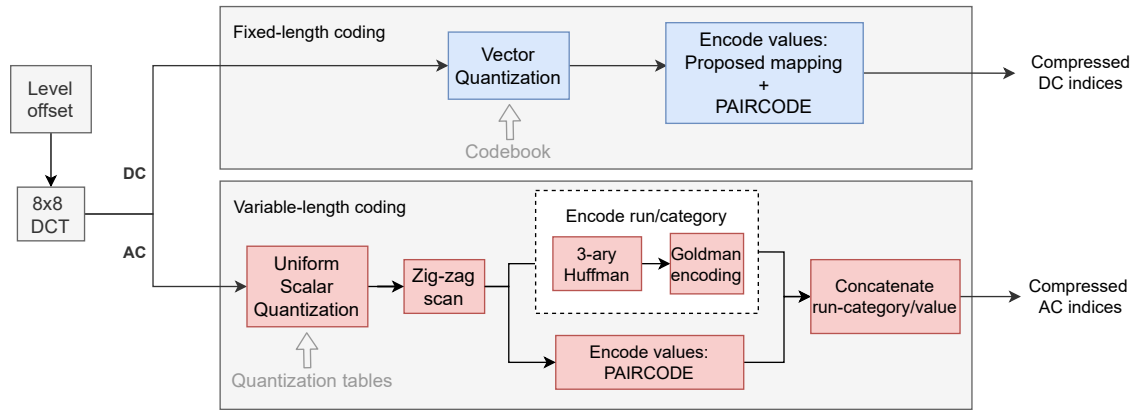 Fixed-length coding
Level
offset
8x8
DCT
DC
AC
Vector
Quantization
Codebook
Encode values:
Proposed mapping
+
PAIRCODE
Compressed
DC indices
Variable-length coding
Uniform
Scalar
Quantization
Quantization tables
Zig-zag
scan
Encode run/category
3-ary
Huffman
Goldman
encoding
Encode values:
PAIRCODE
Concatenate
run-category/value
Compressed
AC indices